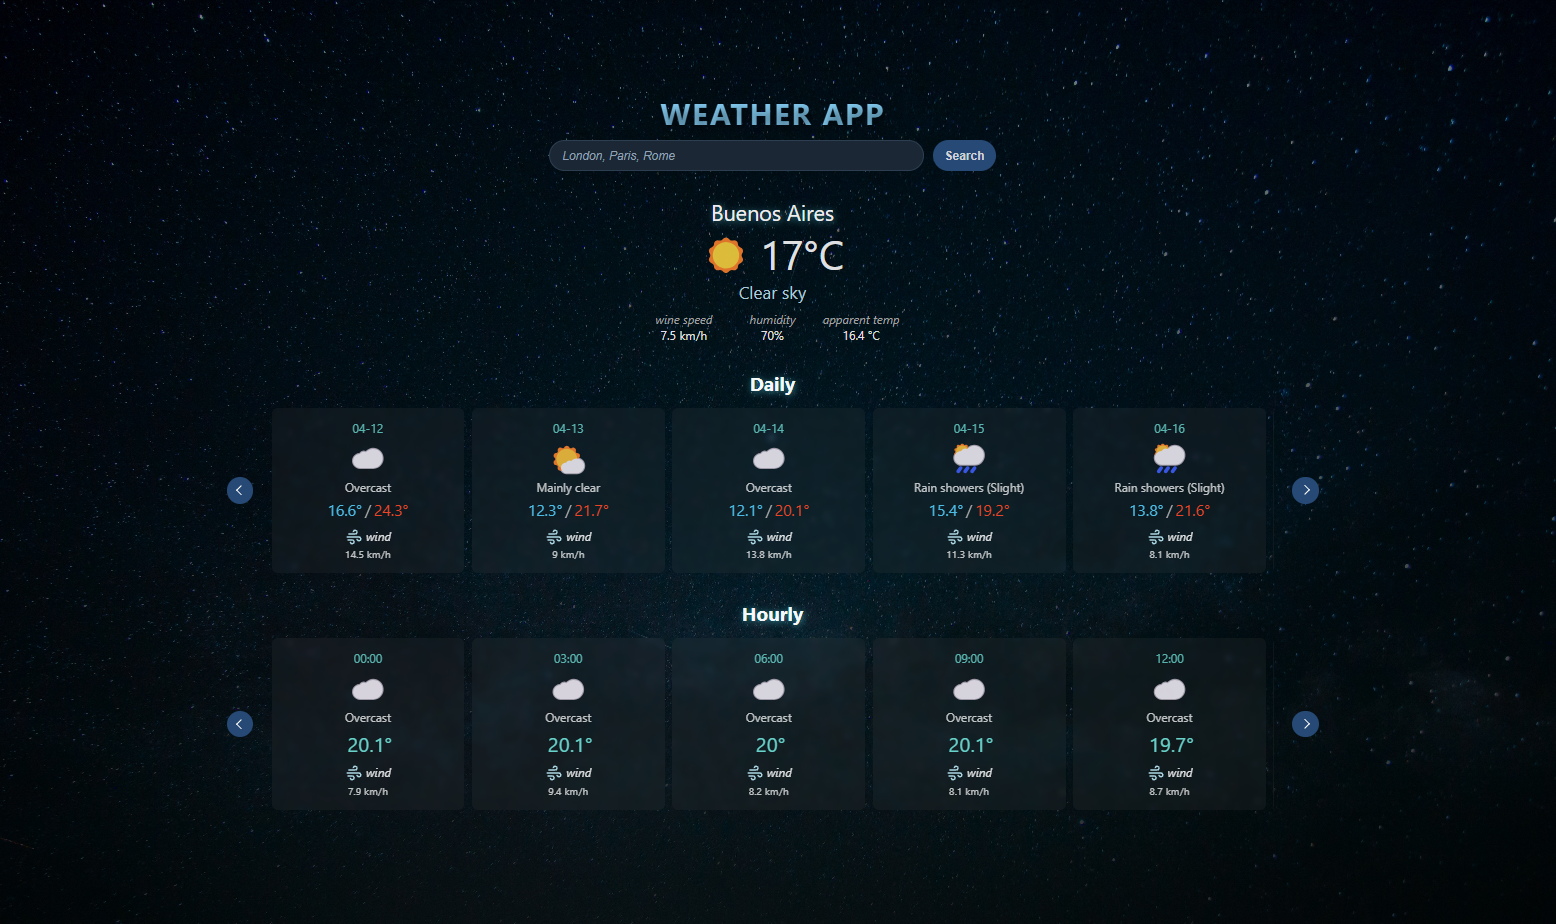 WEATHER APP
London, Paris, Rome
Search
Buenos Aires
17°C
Clear sky
wine speed humidity apparent temp
7.5 km/h 70% 16.4 °C
Daily
04-12 04-13 04-14 04-15 04-16
Overcast Mainly clear Overcast Rain showers (Slight) Rain showers (Slight)
16.6° / 24.3° 12.3° / 21.7° 12.1° / 20.1° 15.4° / 19.2° 13.8° / 21.6°
wind wind wind wind wind
14.5 km/h 9 km/h 13.8 km/h 11.3 km/h 8.1 km/h
Hourly
00:00 03:00 06:00 09:00 12:00
Overcast Overcast Overcast Overcast Overcast
20.1° 20.1° 20° 20.1° 19.7°
wind wind wind wind wind
7.9 km/h 9.4 km/h 8.2 km/h 8.1 km/h 8.7 km/h